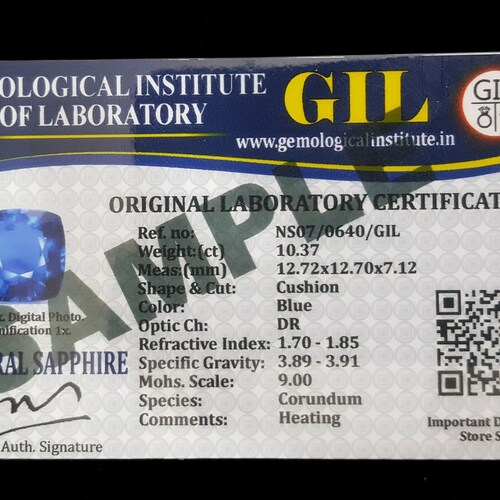 OLOGICAL INSTITUTE
OF LABORATORY
GIL
GI
www.gemologicalinstitute.in
ORIGINAL LABORATORY CERTIFICAT
Ref. no: NS07/0640/GIL
Weight:(ct) 10.37
Meas:(mm) 12.72x12.70x7.12
Shape & Cut: Cushion
Color: Blue
Optic Ch: DR
Refractive Index: 1.70 - 1.85
Specific Gravity: 3.89 - 3.91
Mohs. Scale: 9.00
Species: Corundum
Comments: Heating
x. Digital Photo.
nification 1x.
RAL SAPPHIRE
Auth. Signature
Important D
Store S
SAMPLE